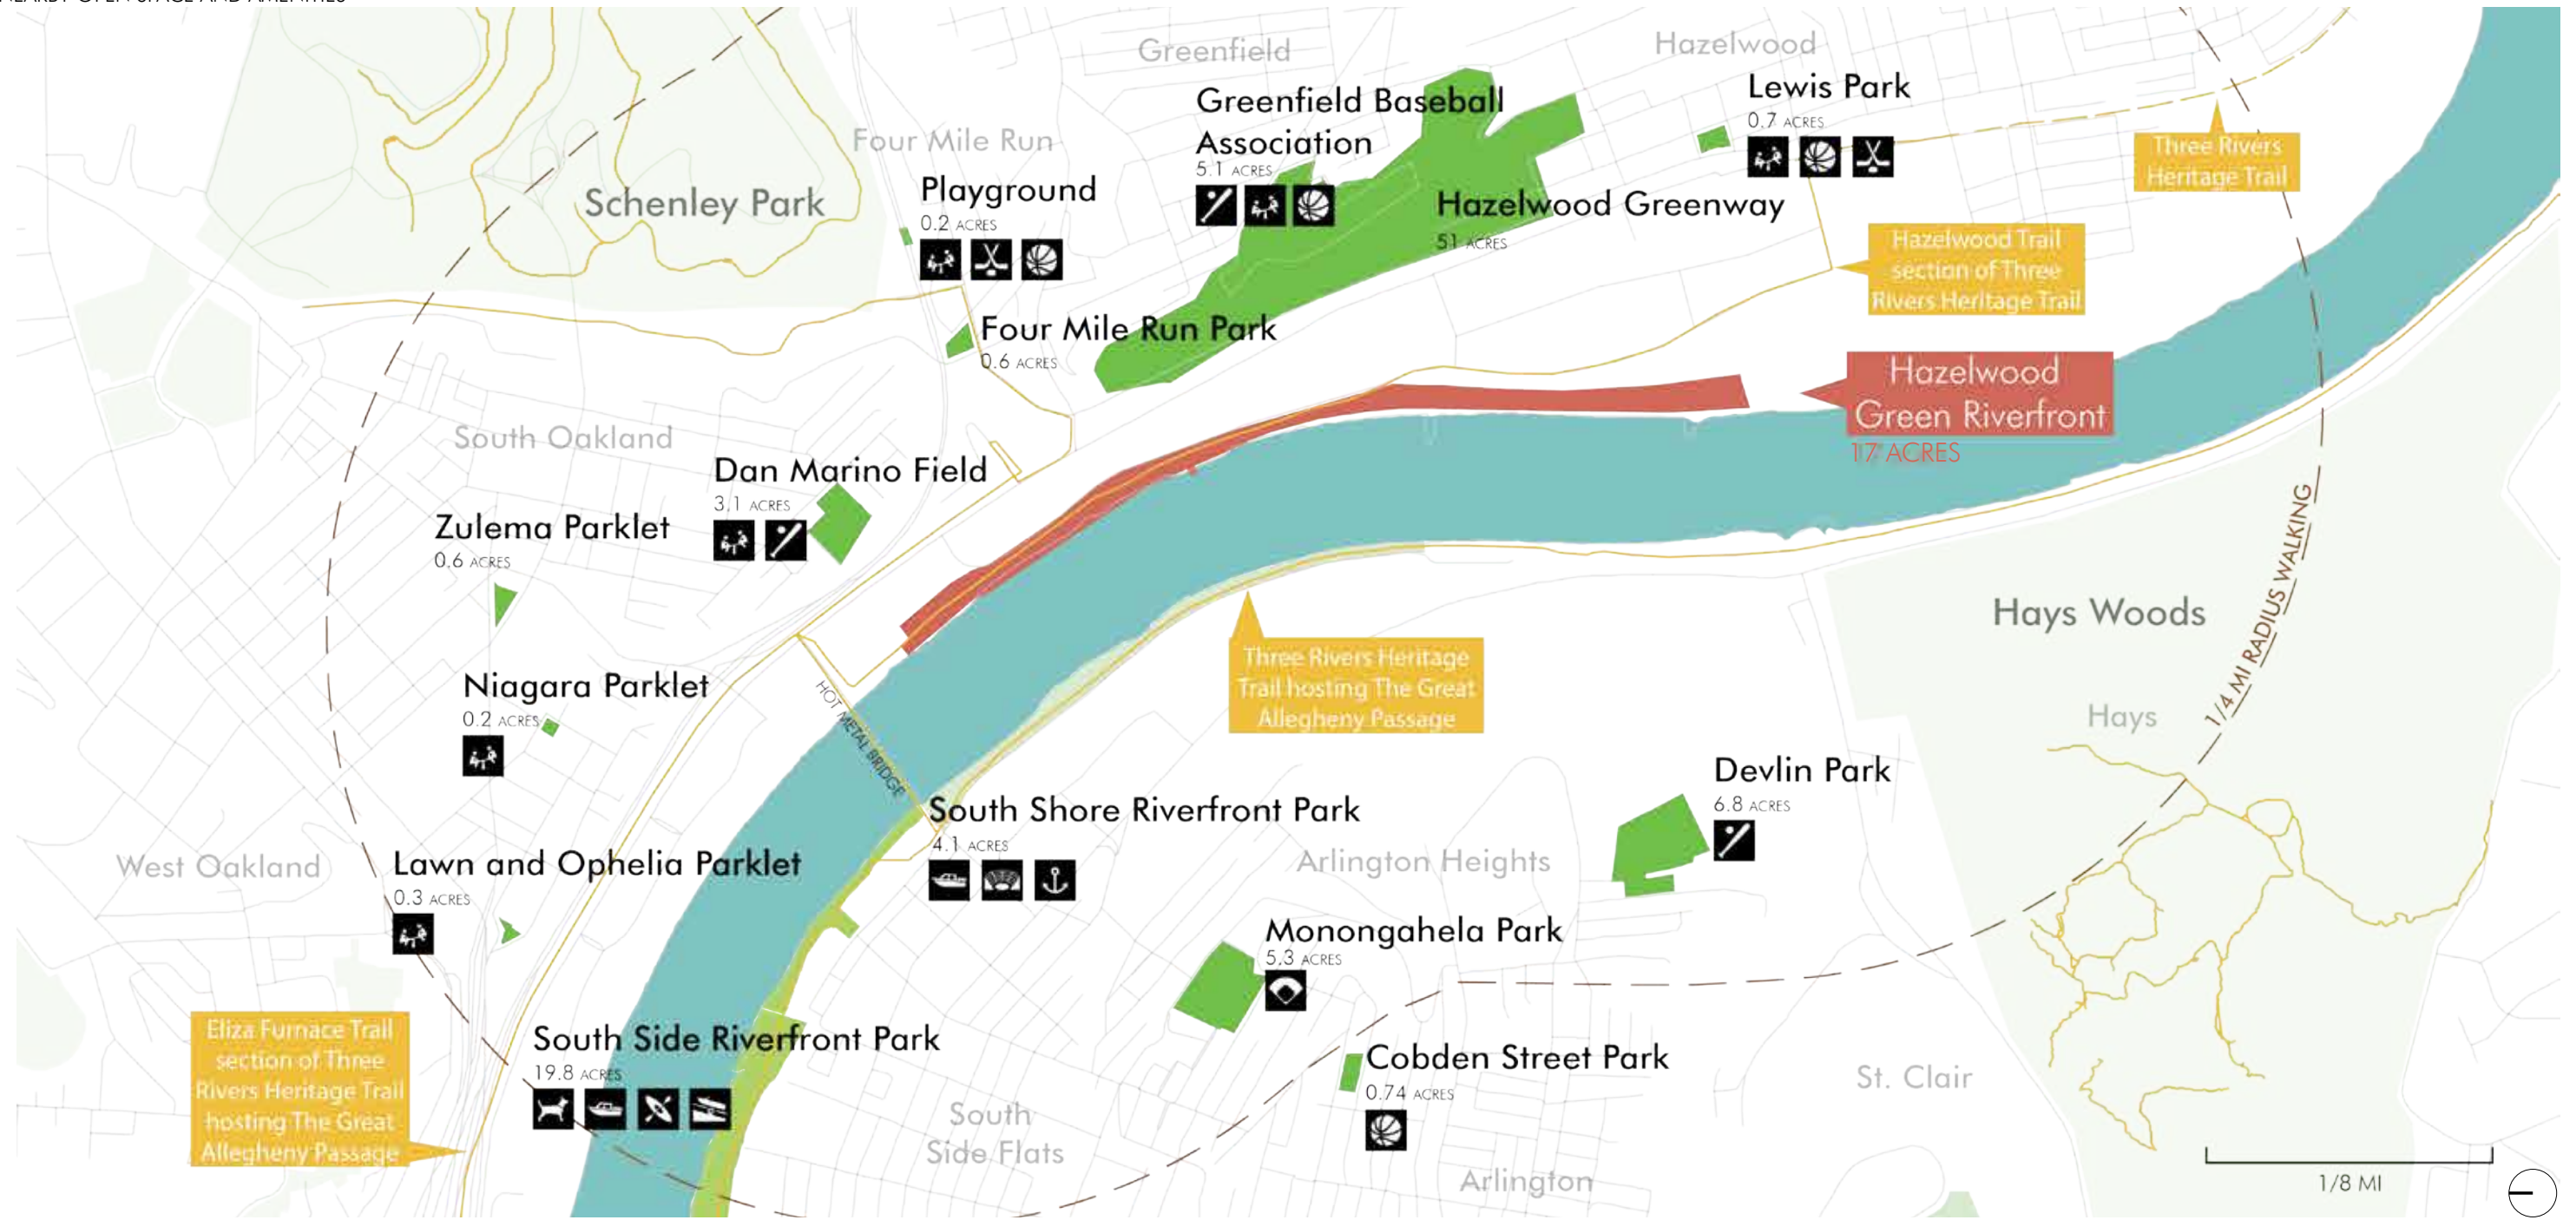 NEARBY OPEN SPACE AND AMENITIES
Greenfield
Hazelwood
Greenfield Baseball
Association
5.1 ACRES
Lewis Park
0.7 ACRES
Four Mile Run
Three Rivers
Heritage Trail
Schenley Park
Playground
0.2 ACRES
Hazelwood Greenway
51 ACRES
Hazelwood Trail
section of Three
Rivers Heritage Trail
Four Mile Run Park
0.6 ACRES
Hazelwood
Green Riverfront
17 ACRES
South Oakland
Dan Marino Field
3.1 ACRES
Zulema Parklet
0.6 ACRES
1/4 MI RADIUS WALKING
Hays Woods
Three Rivers Heritage
Trail hosting The Great
Allegheny Passage
Niagara Parklet
0.2 ACRES
HOT METAL BRIDGE
Hays
Devlin Park
6.8 ACRES
South Shore Riverfront Park
4.1 ACRES
West Oakland
Lawn and Ophelia Parklet
0.3 ACRES
Arlington Heights
Monongahela Park
5.3 ACRES
Eliza Furnace Trail
section of Three
Rivers Heritage Trail
hosting The Great
Allegheny Passage
South Side Riverfront Park
19.8 ACRES
Cobden Street Park
0.74 ACRES
St. Clair
South
Side Flats
Arlington
1/8 MI